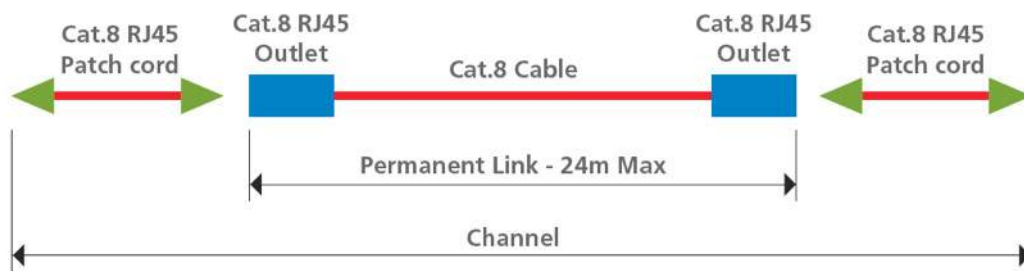 Cat.8 RJ45
Patch cord
Cat.8 RJ45
Outlet
Cat.8 Cable
Cat.8 RJ45
Outlet
Cat.8 RJ45
Patch cord
Permanent Link - 24m Max
Channel